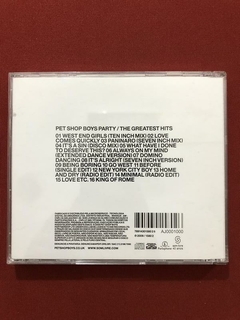 PET SHOP BOYS PARTY/THE GREATEST HITS
01 WEST END GIRLS (TEN INCH MIX) 02 LOVE
COMES QUICKLY 03 PANINARO (SEVEN INCH MIX)
04 IT'S A SIN (DISCO MIX) 05 WHAT HAVE I DONE
TO DESERVE THIS? 06 ALWAYS ON MY MIND
(EXTENDED DANCE VERSION) 07 DOMINO
DANCING 08 IT'S ALRIGHT (SEVEN INCH VERSION)
09 BEING BORING 10 GO WEST 11 BEFORE
(SINGLE EDIT) 12 NEW YORK CITY BOY 13 HOME
AND DRY (RADIO EDIT) 14 MINIMAL (RADIO EDIT)
15 LOVE ETC. 16 KING OF ROME
AJ0001000